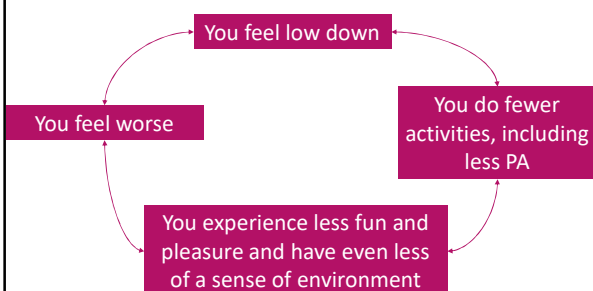 You feel low down
You do fewer
activities, including
less PA
You feel worse
You experience less fun and
pleasure and have even less
of a sense of environment